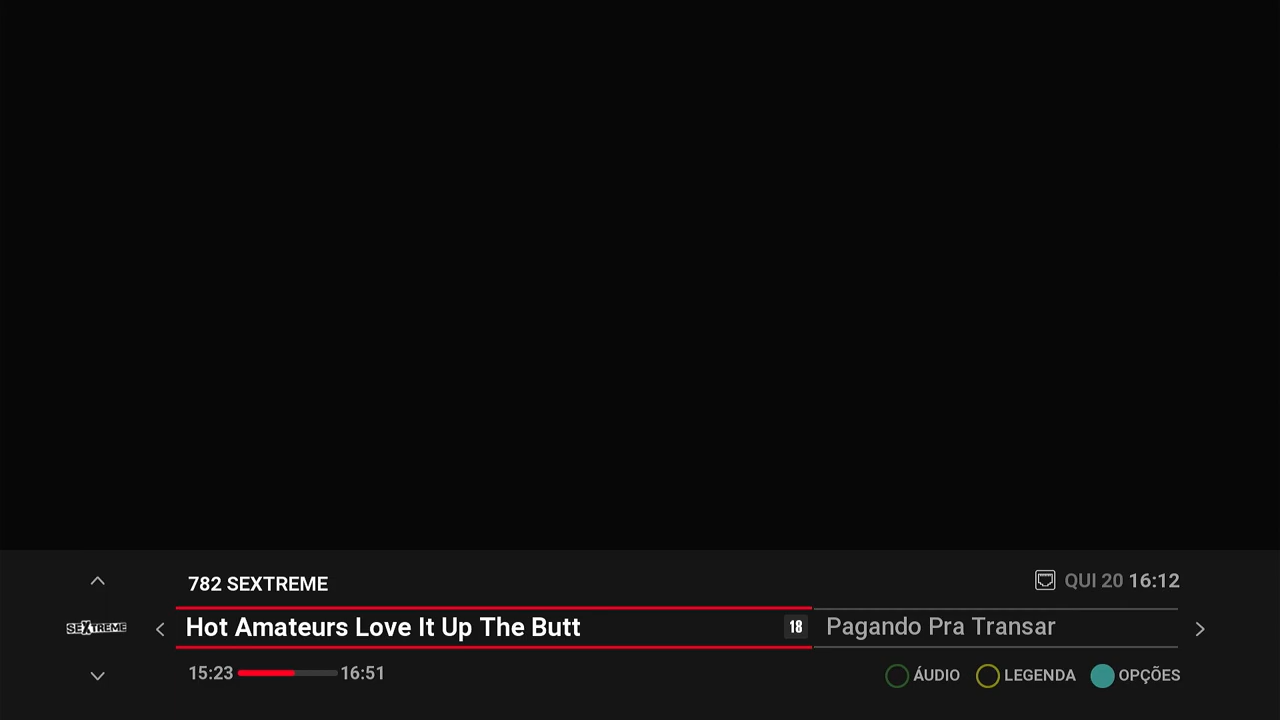 782 SEXTREME
QUI 20 16:12
SEXTREME
Hot Amateurs Love It Up The Butt
18
Pagando Pra Transar
15:23
16:51
ÁUDIO
LEGENDA
OPÇÕES